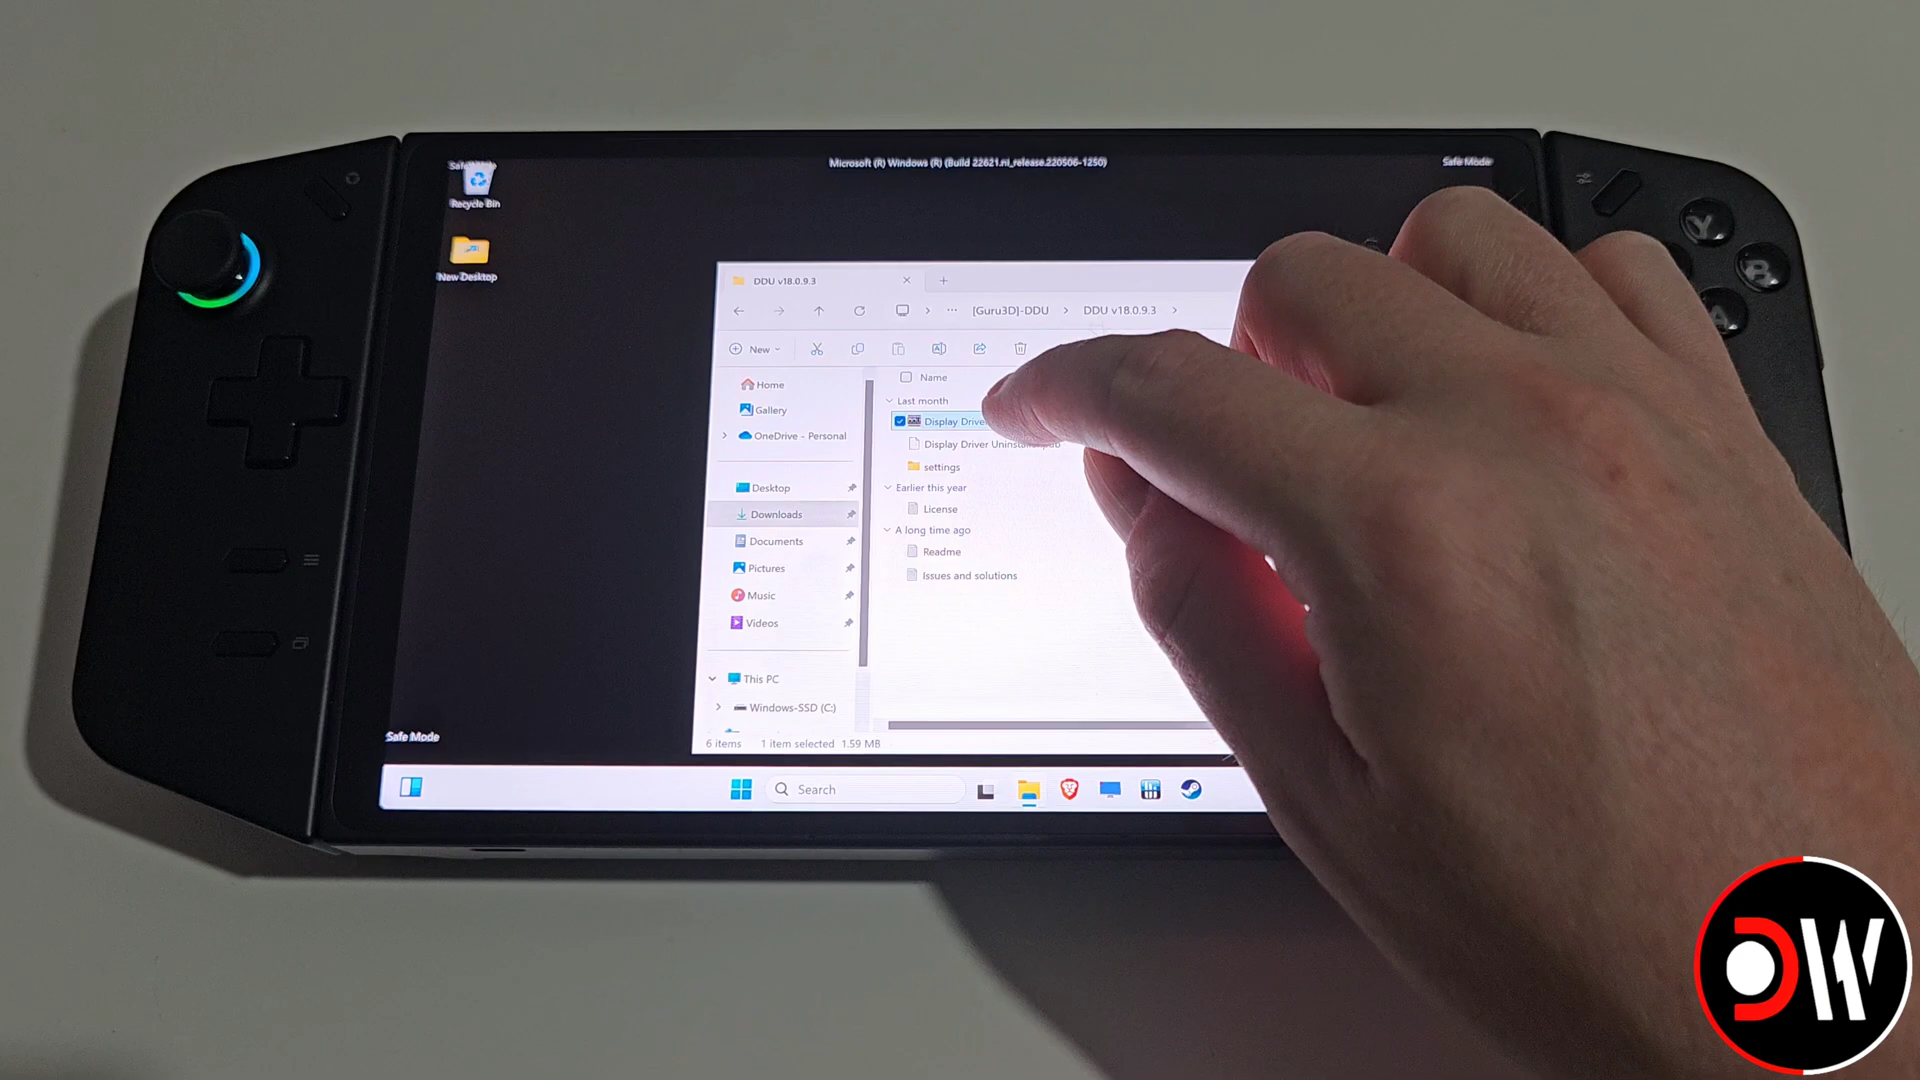 Safe Mode
Microsoft (R) Windows (R) (Build 22621.ni_release.220506-1250)
Safe Mode
Recycle Bin
New Desktop
DDU v18.0.9.3
[Guru3D]-DDU
DDU v18.0.9.3
New
Name
Home
Gallery
OneDrive - Personal
Desktop
Downloads
Documents
Pictures
Music
Videos
This PC
Windows-SSD (C:)
Last month
Display Drive
Display Driver
settings
Earlier this year
License
A long time ago
Readme
Issues and solutions
6 items 1 item selected 1.59 MB
Safe Mode
Search
Y
B
A
DW